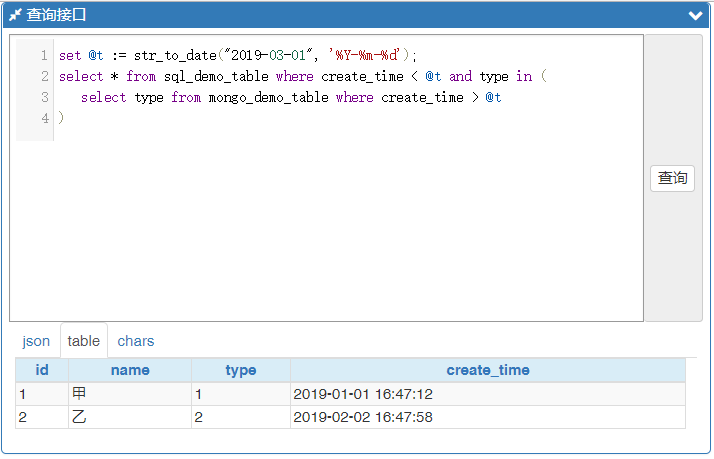 查询接口
1 set @t := str_to_date("2019-03-01", '%Y-%m-%d');
2 select * from sql_demo_table where create_time < @t and type in (
3    select type from mongo_demo_table where create_time > @t
4 )
查询
json table chars
id name type create_time
1 甲 1 2019-01-01 16:47:12
2 乙 2 2019-02-02 16:47:58